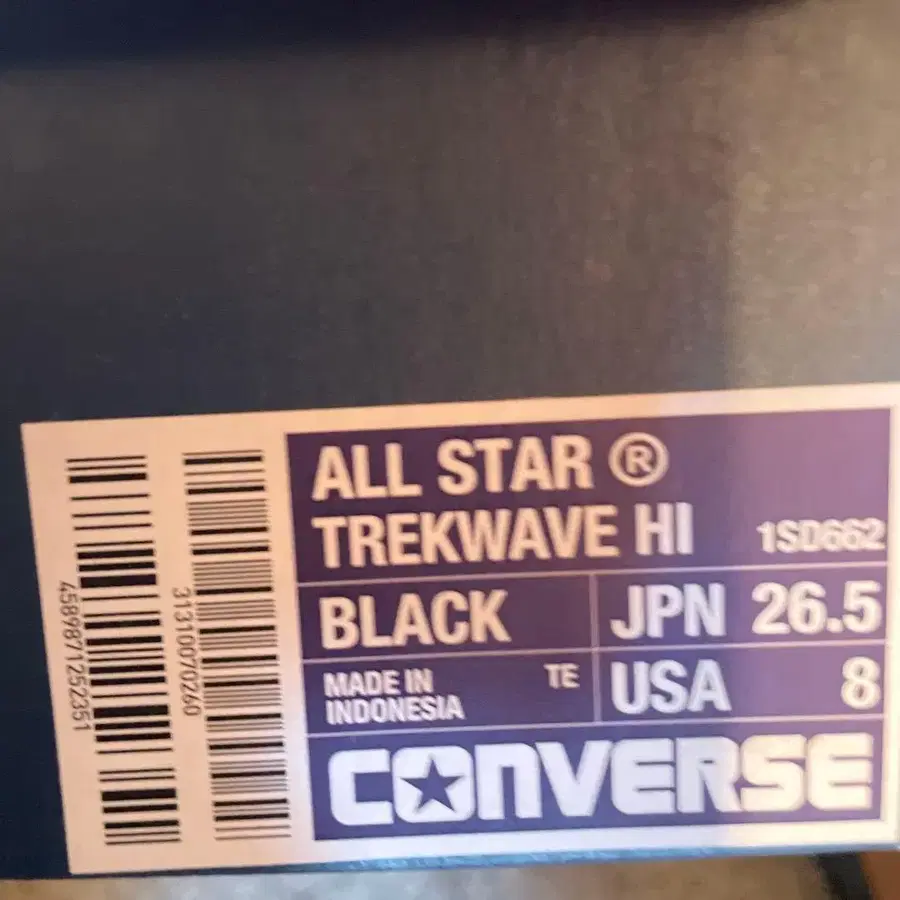 ALL STAR ®
TREKWAVE HI 1SD662
BLACK JPN 26.5
MADE IN INDONESIA TE USA 8
CONVERSE
4589871252351
31310070260